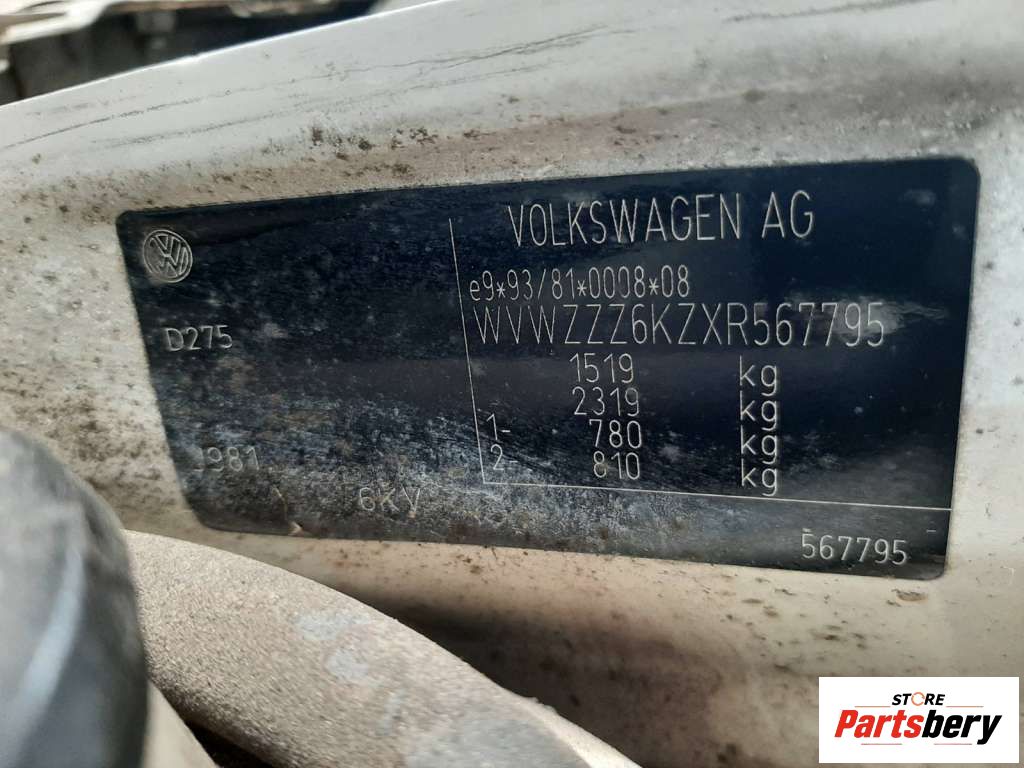 VOLKSWAGEN AG
e9*93/81*0008*08
D275
WVWZZZ6KZXR567795
1519 kg
2319 kg
1- 780 kg
2- 810 kg
J981
6KV
567795
STORE
Partsbery